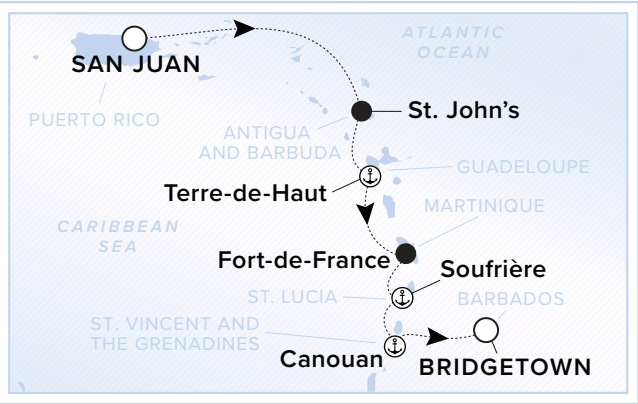 ATLANTIC
OCEAN
SAN JUAN
PUERTO RICO
St. John's
ANTIGUA
AND BARBUDA
GUADELOUPE
Terre-de-Haut
MARTINIQUE
CARIBBEAN
SEA
Fort-de-France
Soufrière
ST. LUCIA
BARBADOS
ST. VINCENT AND
THE GRENADINES
Canouan
BRIDGETOWN